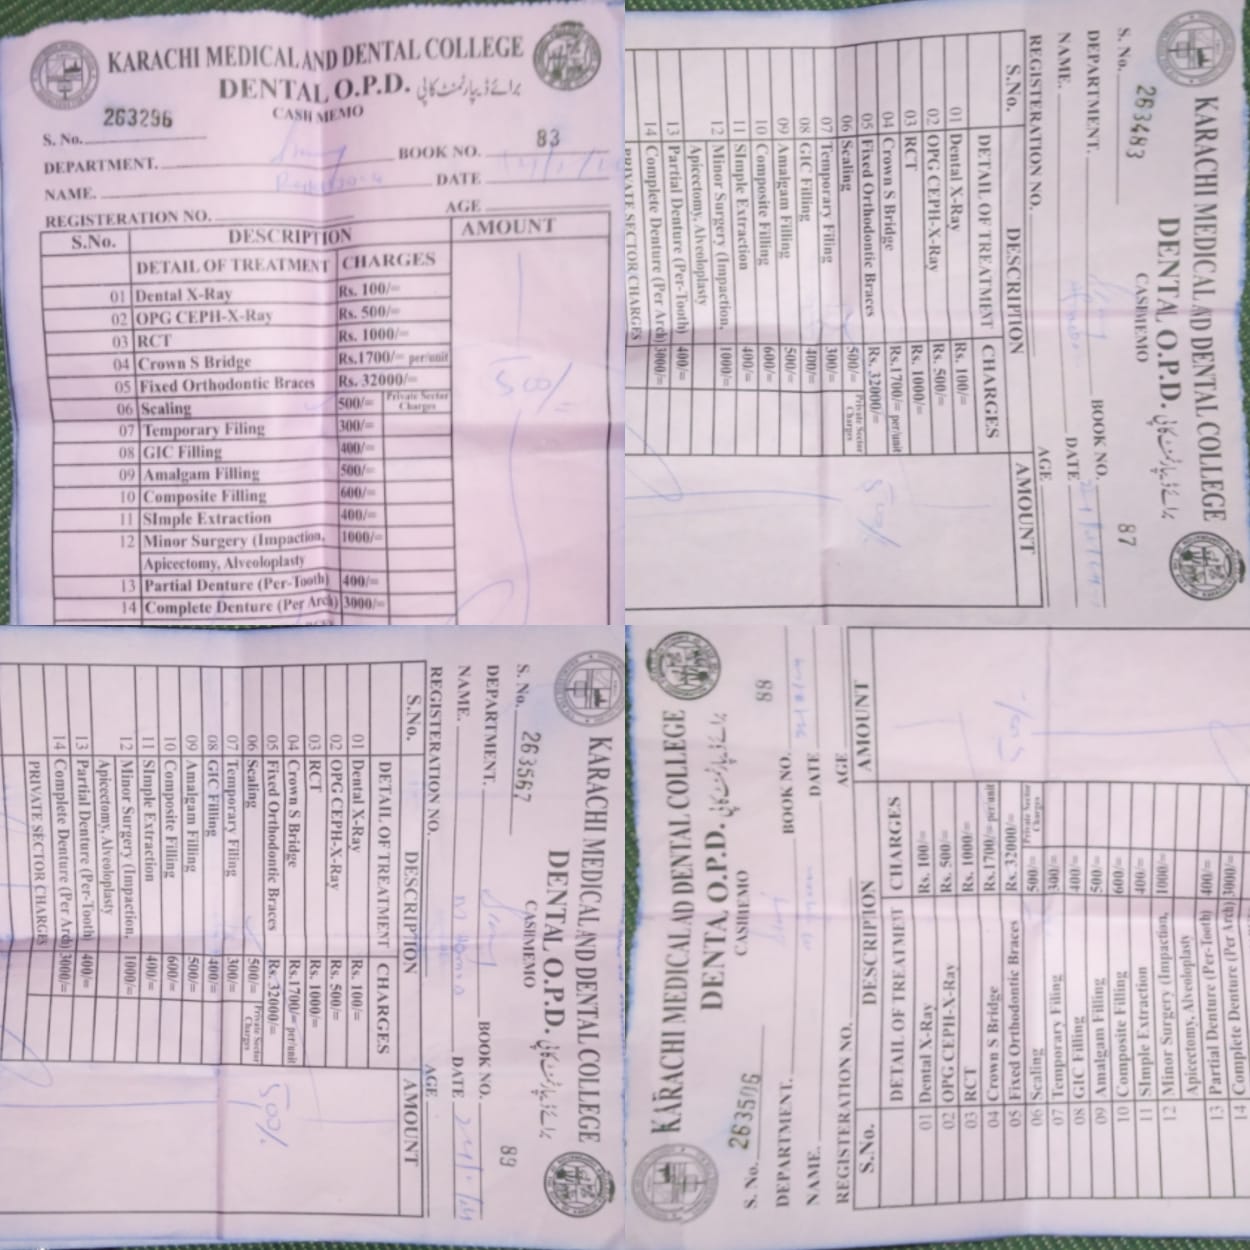 KARACHI MEDICAL AND DENTAL COLLEGE
DENTAL O.P.D. برائے ڈیپارٹمنٹ کاپی
CASH MEMO
S. No. 263296
BOOK NO. 83
DEPARTMENT.
NAME. DATE
REGISTERATION NO. AGE
S.No. DESCRIPTION AMOUNT
DETAIL OF TREATMENT CHARGES
01 Dental X-Ray Rs. 100/=
02 OPG CEPH-X-Ray Rs. 500/=
03 RCT Rs. 1000/=
04 Crown S Bridge Rs.1700/= per/unit
05 Fixed Orthodontic Braces Rs. 32000/=
06 Scaling 500/= Private Sector Charges
500/-
07 Temporary Filing 300/=
08 GIC Filling 400/=
09 Amalgam Filling 500/=
10 Composite Filling 600/=
11 SImple Extraction 400/=
12 Minor Surgery (Impaction, 1000/=
Apicectomy, Alveoloplasty
13 Partial Denture (Per-Tooth) 400/=
14 Complete Denture (Per Arch) 3000/=
KARACHI MEDICAL AD DENTAL COLLEGE
DENTAL O.P.D. برائے ڈیپارٹمنٹ کاپی
CASHMEMO
S. No. 263483 87
DEPARTMENT. BOOK NO.
NAME. DATE
REGISTERATION NO. AGE
S.No. DESCRIPTION AMOUNT
DETAIL OF TREATMENT CHARGES
01 Dental X-Ray Rs. 100/=
02 OPG CEPH-X-Ray Rs. 500/=
03 RCT Rs. 1000/=
04 Crown S Bridge Rs.1700/= per/unit
05 Fixed Orthodontic Braces Rs. 32000/=
06 Scaling 500/= Private Sector Charges
500/-
07 Temporary Filing 300/=
08 GIC Filling 400/=
09 Amalgam Filling 500/=
10 Composite Filling 600/=
11 SImple Extraction 400/=
12 Minor Surgery (Impaction, 1000/=
Apicectomy, Alveoloplasty
13 Partial Denture (Per-Tooth) 400/=
14 Complete Denture (Per Arch) 3000/=
PRIVATE SECTOR CHARGES
KARACHI MEDICAL AND DENTAL COLLEGE
DENTAL O.P.D. برائے ڈیپارٹمنٹ کاپی
CASHMEMO
S. No. 263567 89
DEPARTMENT. BOOK NO.
NAME. DATE
REGISTERATION NO. AGE
S.No. DESCRIPTION AMOUNT
DETAIL OF TREATMENT CHARGES
01 Dental X-Ray Rs. 100/=
02 OPG CEPH-X-Ray Rs. 500/=
03 RCT Rs. 1000/=
04 Crown S Bridge Rs.1700/= per/unit
05 Fixed Orthodontic Braces Rs. 32000/=
06 Scaling 500/= Private Sector Charges
500/-
07 Temporary Filing 300/=
08 GIC Filling 400/=
09 Amalgam Filling 500/=
10 Composite Filling 600/=
11 SImple Extraction 400/=
12 Minor Surgery (Impaction, 1000/=
Apicectomy, Alveoloplasty
13 Partial Denture (Per-Tooth) 400/=
14 Complete Denture (Per Arch) 3000/=
PRIVATE SECTOR CHARGES
KARACHI MEDICAL AD DENTAL COLLEGE
DENTAL O.P.D. برائے ڈیپارٹمنٹ کاپی
CASHMEMO
S. No. 263506 88
DEPARTMENT. BOOK NO.
NAME. DATE
REGISTERATION NO. AGE
S.No. DESCRIPTION AMOUNT
DETAIL OF TREATMENT CHARGES
01 Dental X-Ray Rs. 100/=
02 OPG CEPH-X-Ray Rs. 500/=
03 RCT Rs. 1000/=
04 Crown S Bridge Rs.1700/= per/unit
05 Fixed Orthodontic Braces Rs. 32000/=
06 Scaling 500/= Private Sector Charges
500/-
07 Temporary Filing 300/=
08 GIC Filling 400/=
09 Amalgam Filling 500/=
10 Composite Filling 600/=
11 SImple Extraction 400/=
12 Minor Surgery (Impaction, 1000/=
Apicectomy, Alveoloplasty
13 Partial Denture (Per-Tooth) 400/=
14 Complete Denture (Per Arch) 3000/=